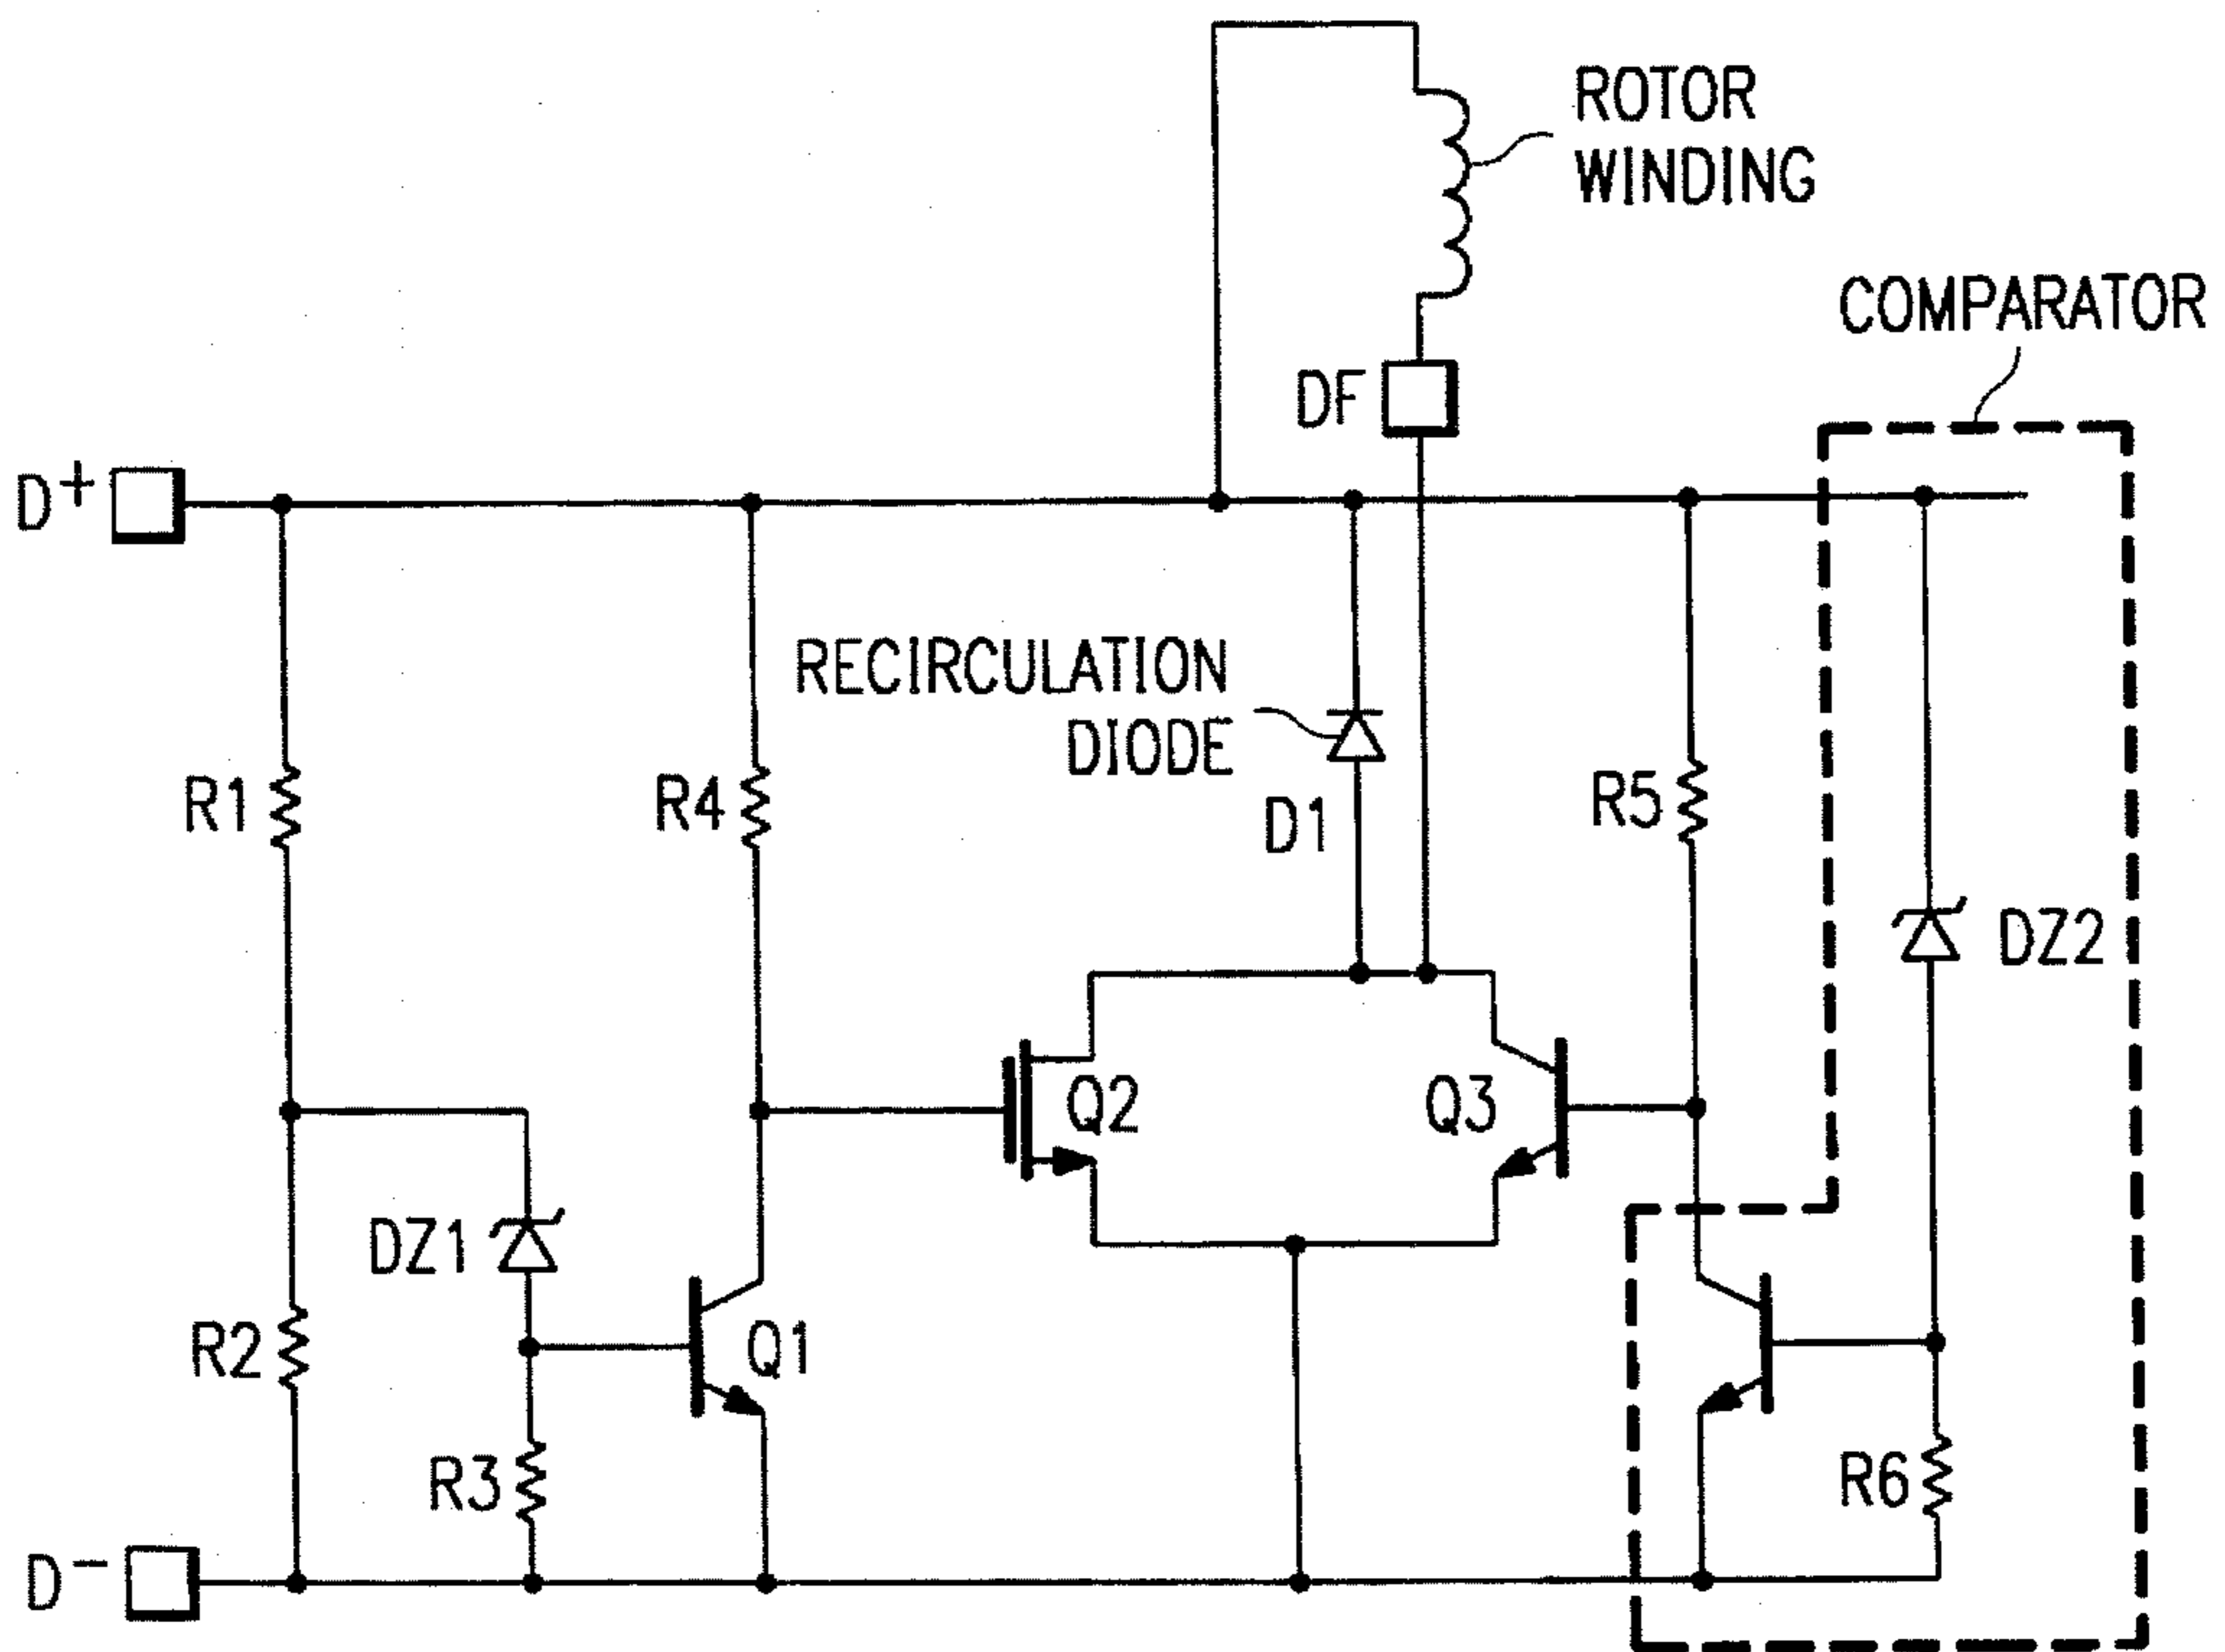 ROTOR
WINDING
COMPARATOR
DF
D+
RECIRCULATION
DIODE
R1
R4
D1
R5
DZ2
Q2
Q3
DZ1
R2
Q1
R3
R6
D-